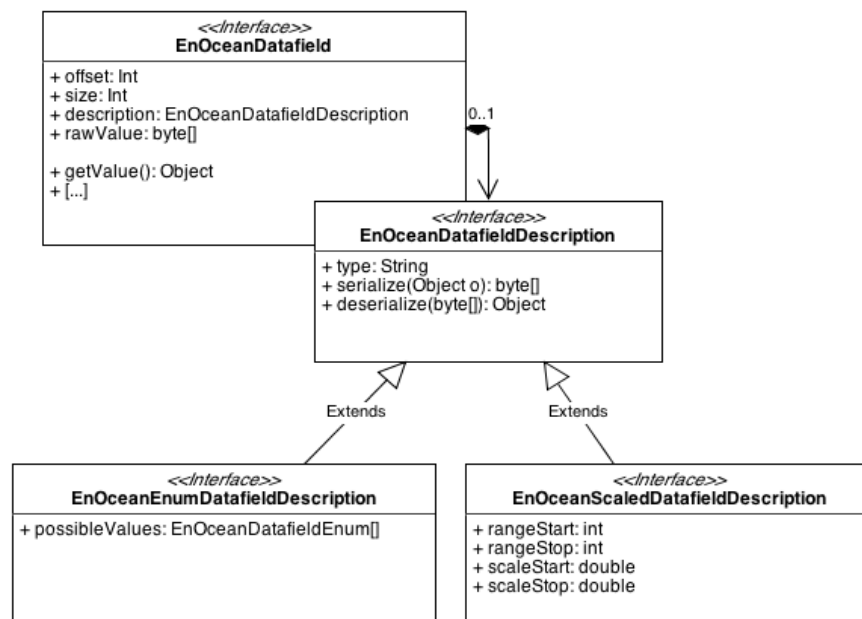 <<Interface>>
EnOceanDatafield
+ offset: Int
+ size: Int
+ description: EnOceanDatafieldDescription
+ rawValue: byte[]
+ getValue(): Object
+ [...]
0..1
<<Interface>>
EnOceanDatafieldDescription
+ type: String
+ serialize(Object o): byte[]
+ deserialize(byte[]): Object
Extends
Extends
<<Interface>>
EnOceanEnumDatafieldDescription
+ possibleValues: EnOceanDatafieldEnum[]
<<Interface>>
EnOceanScaledDatafieldDescription
+ rangeStart: int
+ rangeStop: int
+ scaleStart: double
+ scaleStop: double